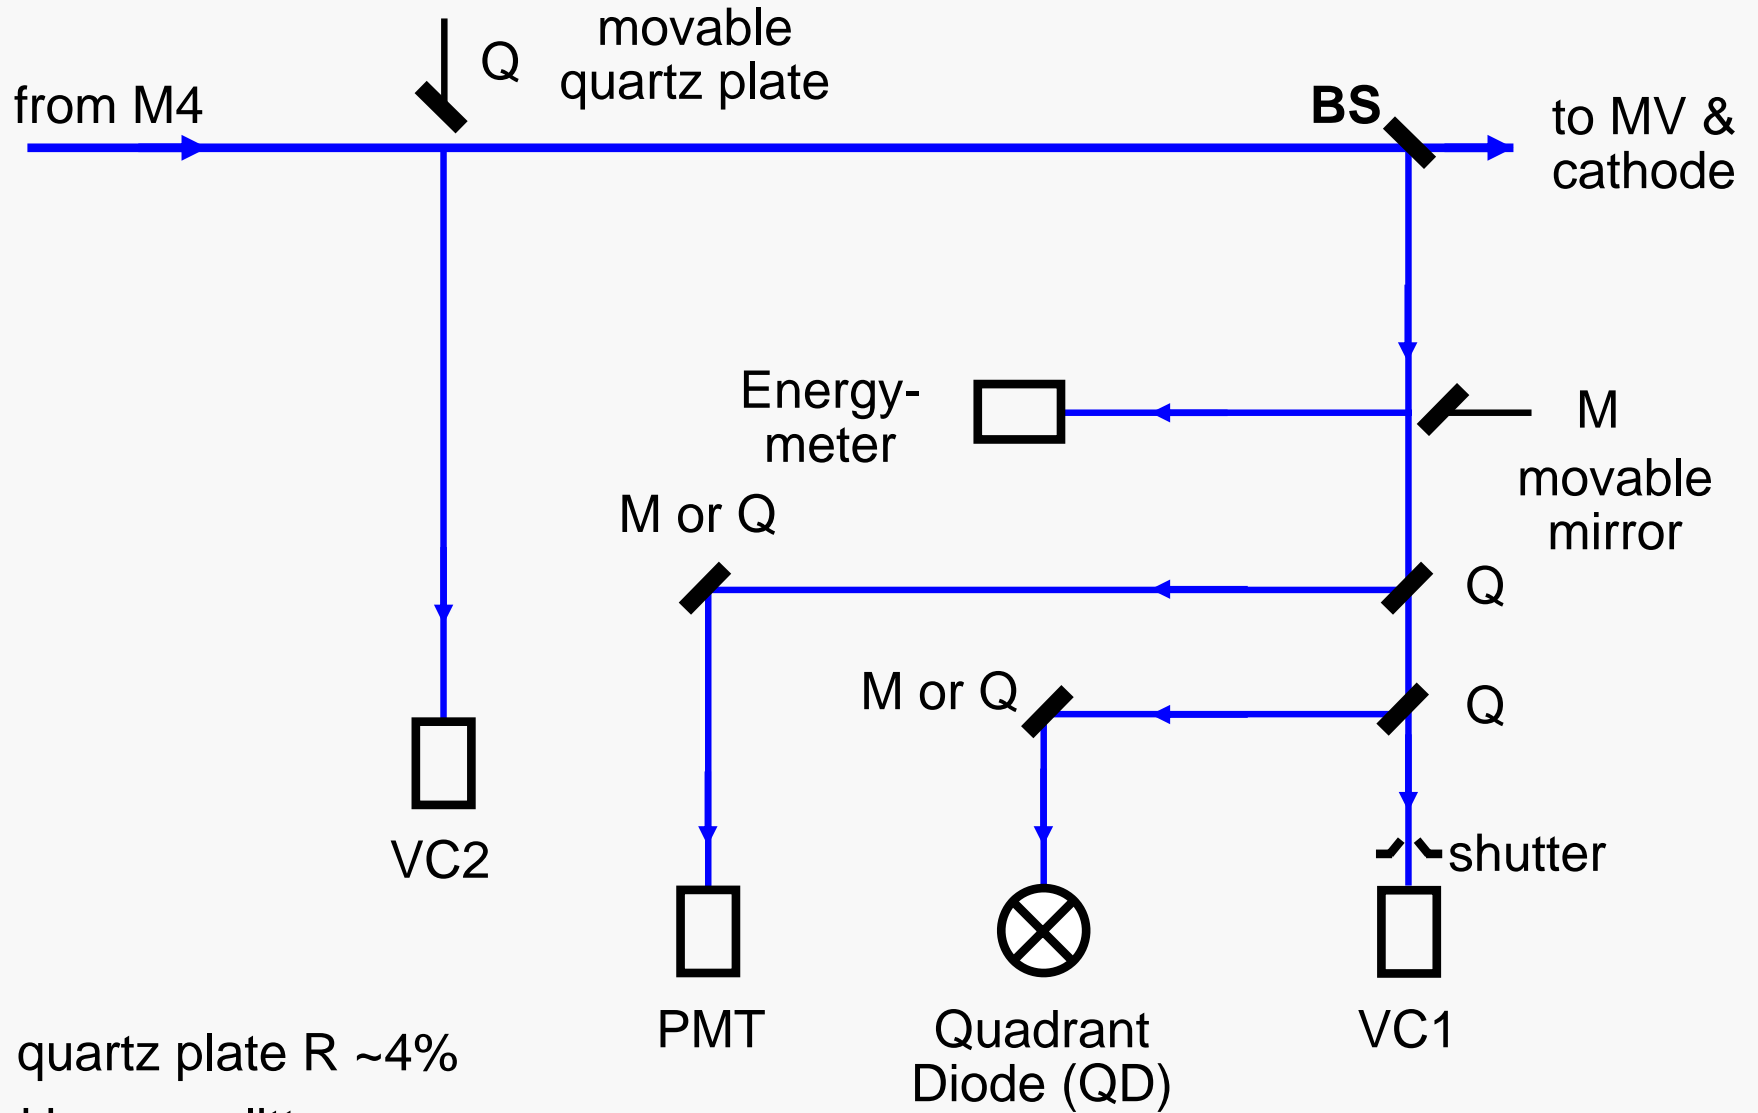 movable
quartz plate
Q
from M4
BS
to MV &
cathode
Energy-
meter
M
movable
mirror
M or Q
Q
M or Q
Q
VC2
shutter
PMT
Quadrant
Diode (QD)
VC1
quartz plate R ~4%